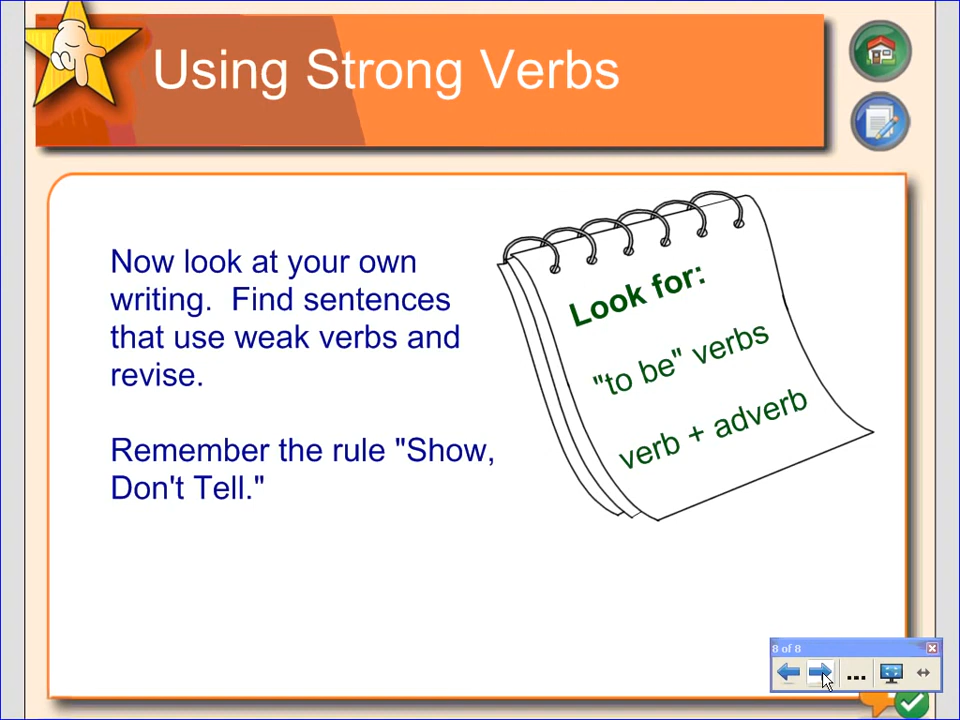 Using Strong Verbs
Now look at your own
writing.  Find sentences
that use weak verbs and
revise.
Remember the rule "Show,
Don't Tell."
Look for:
"to be" verbs
verb + adverb
8 of 8
...